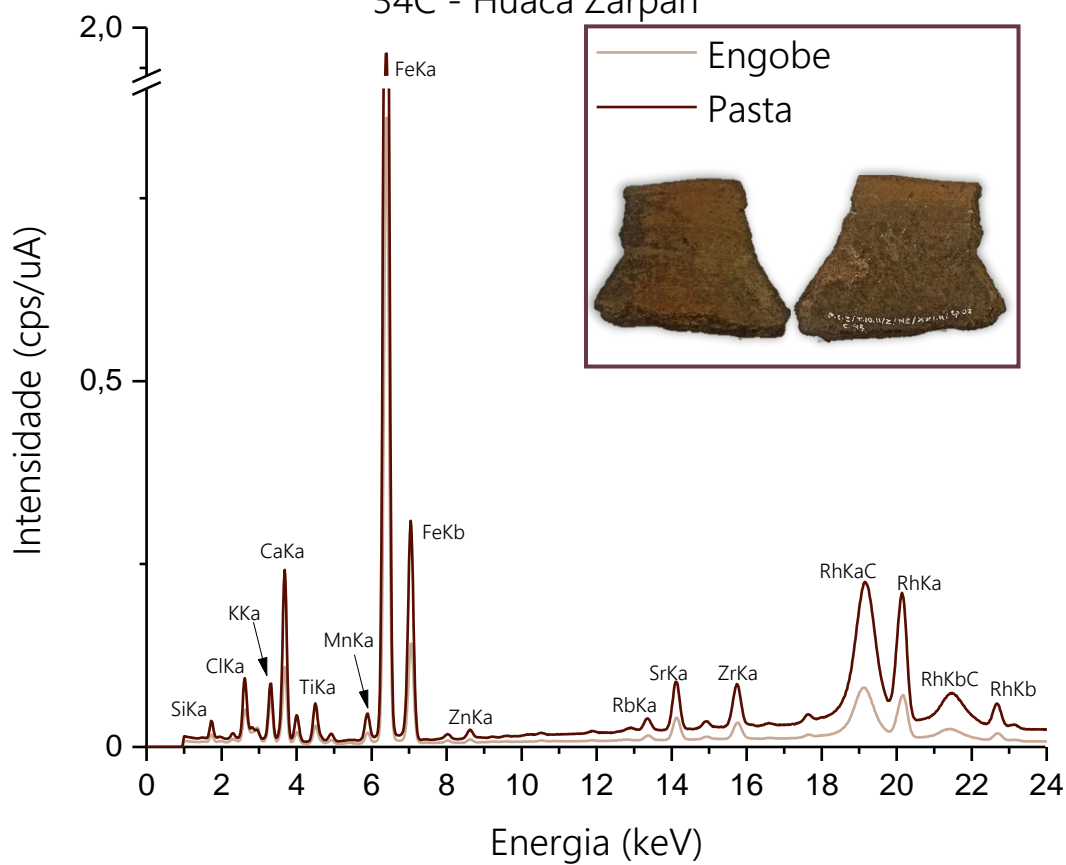 34C - Huaca Zarpán
2,0
0,5
0
Intensidade (cps/uA)
Engobe
Pasta
FeKa
FeKb
CaKa
KKa
ClKa
SiKa
TiKa
MnKa
ZnKa
RbKa
SrKa
ZrKa
RhKaC
RhKa
RhKbC
RhKb
0 2 4 6 8 10 12 14 16 18 20 22 24
Energia (keV)